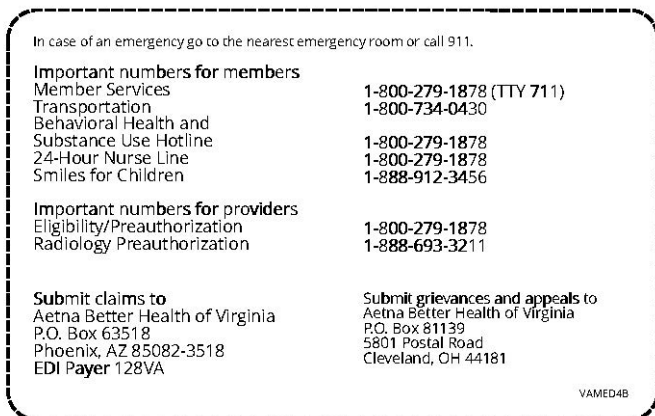 In case of an emergency go to the nearest emergency room or call 911.
Important numbers for members
Member Services 1-800-279-1878 (TTY 711)
Transportation 1-800-734-0430
Behavioral Health and
Substance Use Hotline 1-800-279-1878
24-Hour Nurse Line 1-800-279-1878
Smiles for Children 1-888-912-3456
Important numbers for providers
Eligibility/Preauthorization 1-800-279-1878
Radiology Preauthorization 1-888-693-3211
Submit claims to
Aetna Better Health of Virginia
P.O. Box 63518
Phoenix, AZ 85082-3518
EDI Payer 128VA
Submit grievances and appeals to
Aetna Better Health of Virginia
P.O. Box 81139
5801 Postal Road
Cleveland, OH 44181
VAMED4B